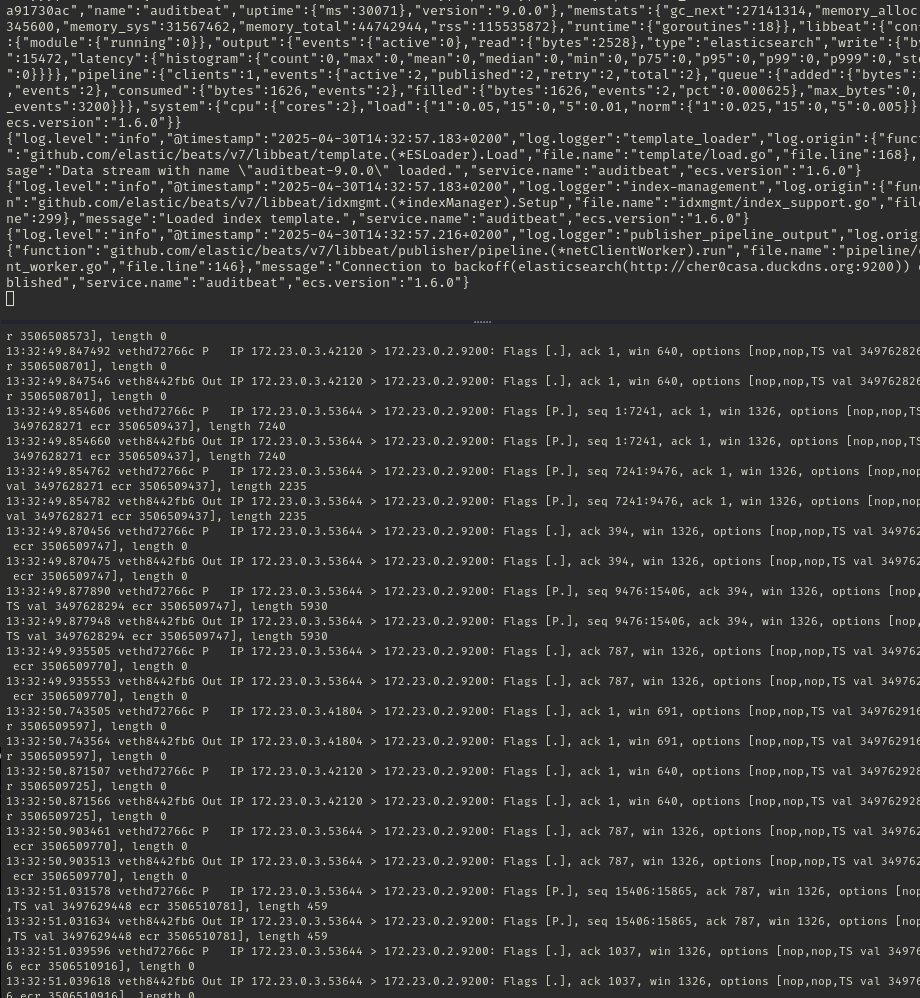 a91730ac","name":"auditbeat","uptime":{"ms":30071},"version":"9.0.0"},"memstats":{"gc_next":27141314,"memory_alloc
345600,"memory_sys":31567462,"memory_total":44742944,"rss":115535872},"runtime":{"goroutines":18}},"libbeat":{"con
:{"module":{"running":0}},"output":{"events":{"active":0},"read":{"bytes":2528},"type":"elasticsearch","write":{"b
":15472,"latency":{"histogram":{"count":0,"max":0,"mean":0,"median":0,"min":0,"p75":0,"p95":0,"p99":0,"p999":0,"ste
":0}}}},"pipeline":{"clients":1,"events":{"active":2,"published":2,"retry":2,"total":2},"queue":{"added":{"bytes":
,"events":2},"consumed":{"bytes":1626,"events":2},"filled":{"bytes":1626,"events":2,"pct":0.000625},"max_bytes":0,
_events":3200}}},"system":{"cpu":{"cores":2},"load":{"1":0.05,"15":0,"5":0.01,"norm":{"1":0.025,"15":0,"5":0.005}}
ecs.version":"1.6.0"}}
{"log.level":"info","@timestamp":"2025-04-30T14:32:57.183+0200","log.logger":"template_loader","log.origin":{"func
":"github.com/elastic/beats/v7/libbeat/template.(*ESLoader).Load","file.name":"template/load.go","file.line":168},
sage":"Data stream with name \"auditbeat-9.0.0\" loaded.","service.name":"auditbeat","ecs.version":"1.6.0"}
{"log.level":"info","@timestamp":"2025-04-30T14:32:57.183+0200","log.logger":"index-management","log.origin":{"fun
n":"github.com/elastic/beats/v7/libbeat/idxmgmt.(*indexManager).Setup","file.name":"idxmgmt/index_support.go","file
":299},"message":"Loaded index template.","service.name":"auditbeat","ecs.version":"1.6.0"}
{"log.level":"info","@timestamp":"2025-04-30T14:32:57.216+0200","log.logger":"publisher_pipeline_output","log.orig
{"function":"github.com/elastic/beats/v7/libbeat/publisher/pipeline.(*netClientWorker).run","file.name":"pipeline/c
nt_worker.go","file.line":146},"message":"Connection to backoff(elasticsearch(http://cher0casa.duckdns.org:9200)) e
blished","service.name":"auditbeat","ecs.version":"1.6.0"}
r 3506508573], length 0
13:32:49.847492 vethd72766c P   IP 172.23.0.3.42120 > 172.23.0.2.9200: Flags [.], ack 1, win 640, options [nop,nop,TS val 349762826
r 3506508701], length 0
13:32:49.847546 veth8442fb6 Out IP 172.23.0.3.42120 > 172.23.0.2.9200: Flags [.], ack 1, win 640, options [nop,nop,TS val 349762826
r 3506508701], length 0
13:32:49.854606 vethd72766c P   IP 172.23.0.3.53644 > 172.23.0.2.9200: Flags [P.], seq 1:7241, ack 1, win 1326, options [nop,nop,TS
 3497628271 ecr 3506509437], length 7240
13:32:49.854660 veth8442fb6 Out IP 172.23.0.3.53644 > 172.23.0.2.9200: Flags [P.], seq 1:7241, ack 1, win 1326, options [nop,nop,TS
 3497628271 ecr 3506509437], length 7240
13:32:49.854762 vethd72766c P   IP 172.23.0.3.53644 > 172.23.0.2.9200: Flags [P.], seq 7241:9476, ack 1, win 1326, options [nop,nop
val 3497628271 ecr 3506509437], length 2235
13:32:49.854782 veth8442fb6 Out IP 172.23.0.3.53644 > 172.23.0.2.9200: Flags [P.], seq 7241:9476, ack 1, win 1326, options [nop,nop
val 3497628271 ecr 3506509437], length 2235
13:32:49.870456 vethd72766c P   IP 172.23.0.3.53644 > 172.23.0.2.9200: Flags [.], ack 394, win 1326, options [nop,nop,TS val 349762
 ecr 3506509747], length 0
13:32:49.870475 veth8442fb6 Out IP 172.23.0.3.53644 > 172.23.0.2.9200: Flags [.], ack 394, win 1326, options [nop,nop,TS val 349762
 ecr 3506509747], length 0
13:32:49.877890 vethd72766c P   IP 172.23.0.3.53644 > 172.23.0.2.9200: Flags [P.], seq 9476:15406, ack 394, win 1326, options [nop,
TS val 3497628294 ecr 3506509747], length 5930
13:32:49.877948 veth8442fb6 Out IP 172.23.0.3.53644 > 172.23.0.2.9200: Flags [P.], seq 9476:15406, ack 394, win 1326, options [nop,
TS val 3497628294 ecr 3506509747], length 5930
13:32:49.935505 vethd72766c P   IP 172.23.0.3.53644 > 172.23.0.2.9200: Flags [.], ack 787, win 1326, options [nop,nop,TS val 349762
 ecr 3506509770], length 0
13:32:49.935553 veth8442fb6 Out IP 172.23.0.3.53644 > 172.23.0.2.9200: Flags [.], ack 787, win 1326, options [nop,nop,TS val 349762
 ecr 3506509770], length 0
13:32:50.743505 vethd72766c P   IP 172.23.0.3.41804 > 172.23.0.2.9200: Flags [.], ack 1, win 691, options [nop,nop,TS val 349762916
r 3506509597], length 0
13:32:50.743564 veth8442fb6 Out IP 172.23.0.3.41804 > 172.23.0.2.9200: Flags [.], ack 1, win 691, options [nop,nop,TS val 349762916
r 3506509597], length 0
13:32:50.871507 vethd72766c P   IP 172.23.0.3.42120 > 172.23.0.2.9200: Flags [.], ack 1, win 640, options [nop,nop,TS val 349762928
r 3506509725], length 0
13:32:50.871566 veth8442fb6 Out IP 172.23.0.3.42120 > 172.23.0.2.9200: Flags [.], ack 1, win 640, options [nop,nop,TS val 349762928
r 3506509725], length 0
13:32:50.903461 vethd72766c P   IP 172.23.0.3.53644 > 172.23.0.2.9200: Flags [.], ack 787, win 1326, options [nop,nop,TS val 349762
 ecr 3506509770], length 0
13:32:50.903513 veth8442fb6 Out IP 172.23.0.3.53644 > 172.23.0.2.9200: Flags [.], ack 787, win 1326, options [nop,nop,TS val 349762
 ecr 3506509770], length 0
13:32:51.031578 vethd72766c P   IP 172.23.0.3.53644 > 172.23.0.2.9200: Flags [P.], seq 15406:15865, ack 787, win 1326, options [nop
,TS val 3497629448 ecr 3506510781], length 459
13:32:51.031634 veth8442fb6 Out IP 172.23.0.3.53644 > 172.23.0.2.9200: Flags [P.], seq 15406:15865, ack 787, win 1326, options [nop
,TS val 3497629448 ecr 3506510781], length 459
13:32:51.039596 vethd72766c P   IP 172.23.0.3.53644 > 172.23.0.2.9200: Flags [.], ack 1037, win 1326, options [nop,nop,TS val 34976
6 ecr 3506510916], length 0
13:32:51.039618 veth8442fb6 Out IP 172.23.0.3.53644 > 172.23.0.2.9200: Flags [.], ack 1037, win 1326, options [nop,nop,TS val 34976
6 ecr 3506510916], length 0